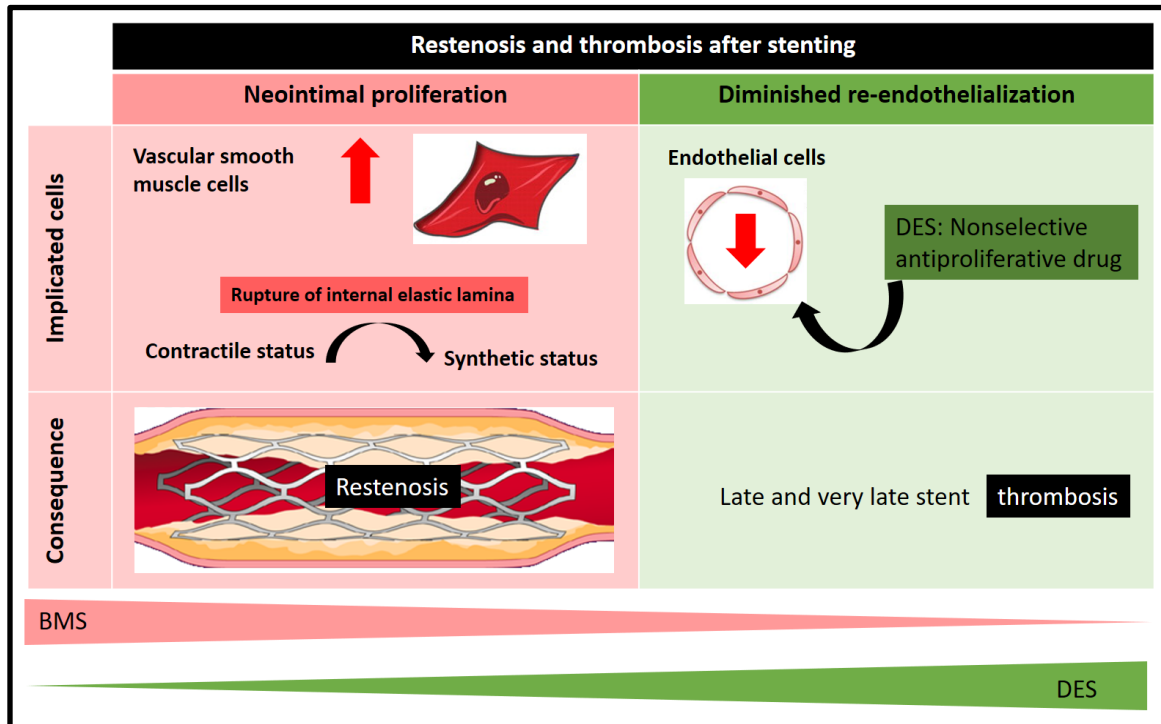 Restenosis and thrombosis after stenting
Neointimal proliferation
Diminished re-endothelialization
Implicated cells
Vascular smooth
muscle cells
Rupture of internal elastic lamina
Contractile status
Synthetic status
Endothelial cells
DES: Nonselective
antiproliferative drug
Consequence
Restenosis
Late and very late stent thrombosis
BMS
DES